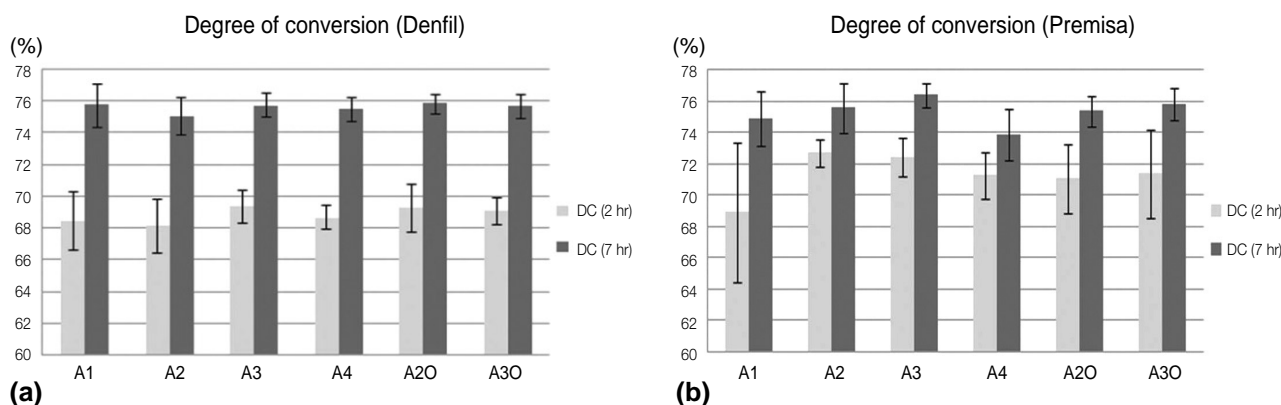 Degree of conversion (Denfil)
(%)
78
76
74
72
70
68
66
64
62
60
A1 A2 A3 A4 A2O A3O
DC (2 hr)
DC (7 hr)
(a)
Degree of conversion (Premisa)
(%)
78
76
74
72
70
68
66
64
62
60
A1 A2 A3 A4 A2O A3O
DC (2 hr)
DC (7 hr)
(b)